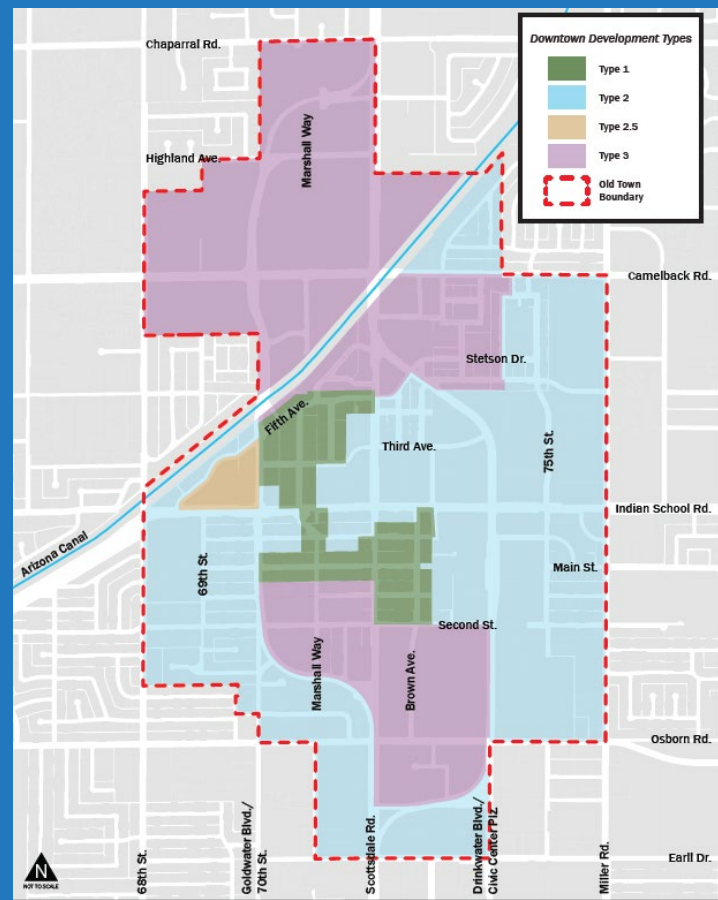 Downtown Development Types
Type 1
Type 2
Type 2.5
Type 3
Old Town
Boundary
Chaparral Rd.
Highland Ave.
Marshall Way
Camelback Rd.
Stetson Dr.
Fifth Ave.
Third Ave.
75th St.
Indian School Rd.
Arizona Canal
69th St.
Main St.
Second St.
Marshall Way
Brown Ave.
Osborn Rd.
68th St.
Goldwater Blvd./
70th St.
Scottsdale Rd.
Drinkwater Blvd./
Civic Center PlZ
Miller Rd.
Earll Dr.
N
NOT TO SCALE